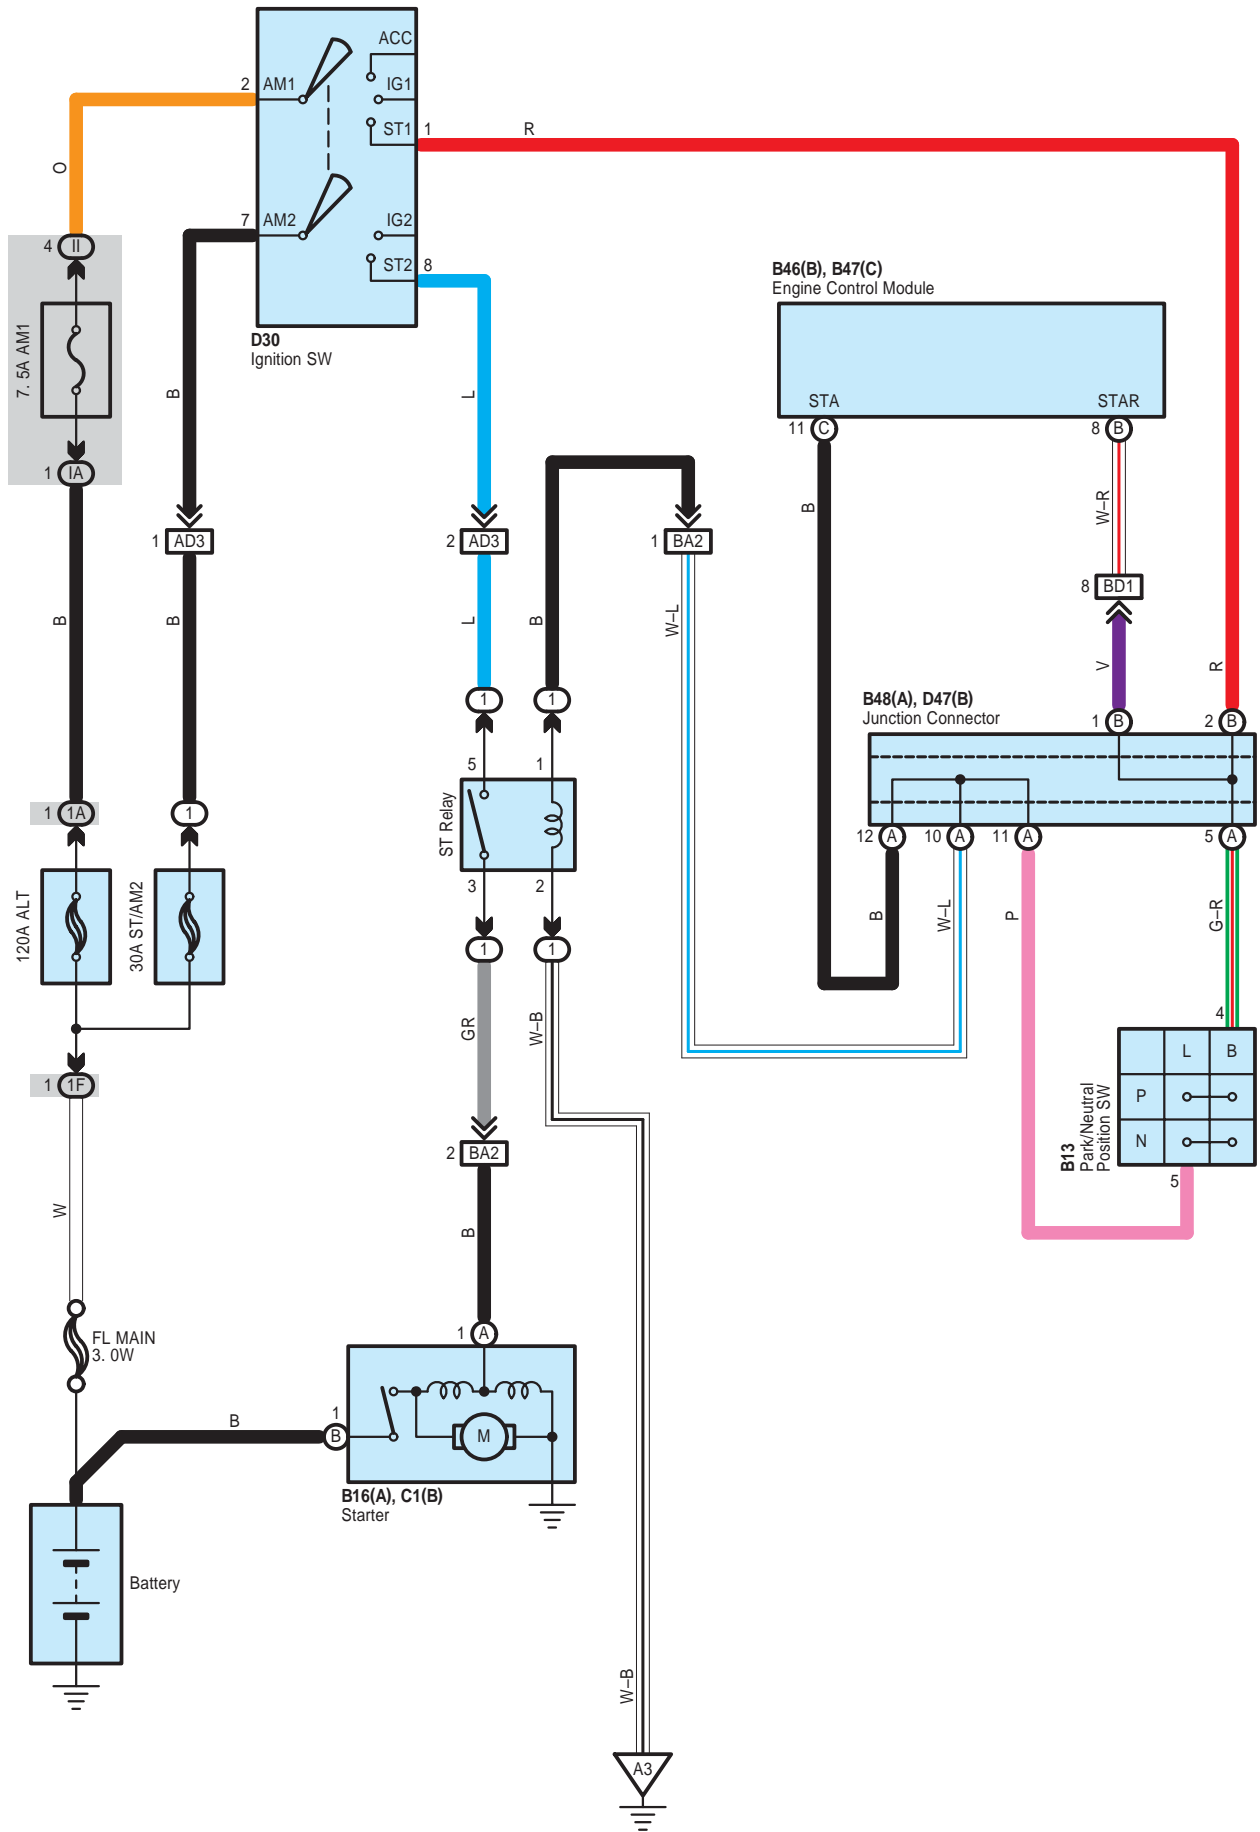 ACC
2 AM1 IG1
ST1 1 R
O
7 AM2 IG2
ST2 8
4 II
B46(B), B47(C)
Engine Control Module
D30
Ignition SW
7. 5A AM1
B
L
STA STAR
11 C 8 B
1 IA
B
W–R
1 AD3
2 AD3
1 BA2
8 BD1
B
B
L
B
W–L
V
R
B48(A), D47(B)
Junction Connector
1 1
1 B 2 B
5 1
1 1A 1
ST Relay
12 A 10 A 11 A 5 A
3 2
120A ALT
30A ST/AM2
B
W–L
P
G–R
1 1
4
GR
W–B
L B
P
N
B13
Park/Neutral
Position SW
1 1F
2 BA2
5
W
B
FL MAIN
3. 0W
1 A
B
1
B
M
B16(A), C1(B)
Starter
Battery
W–B
A3